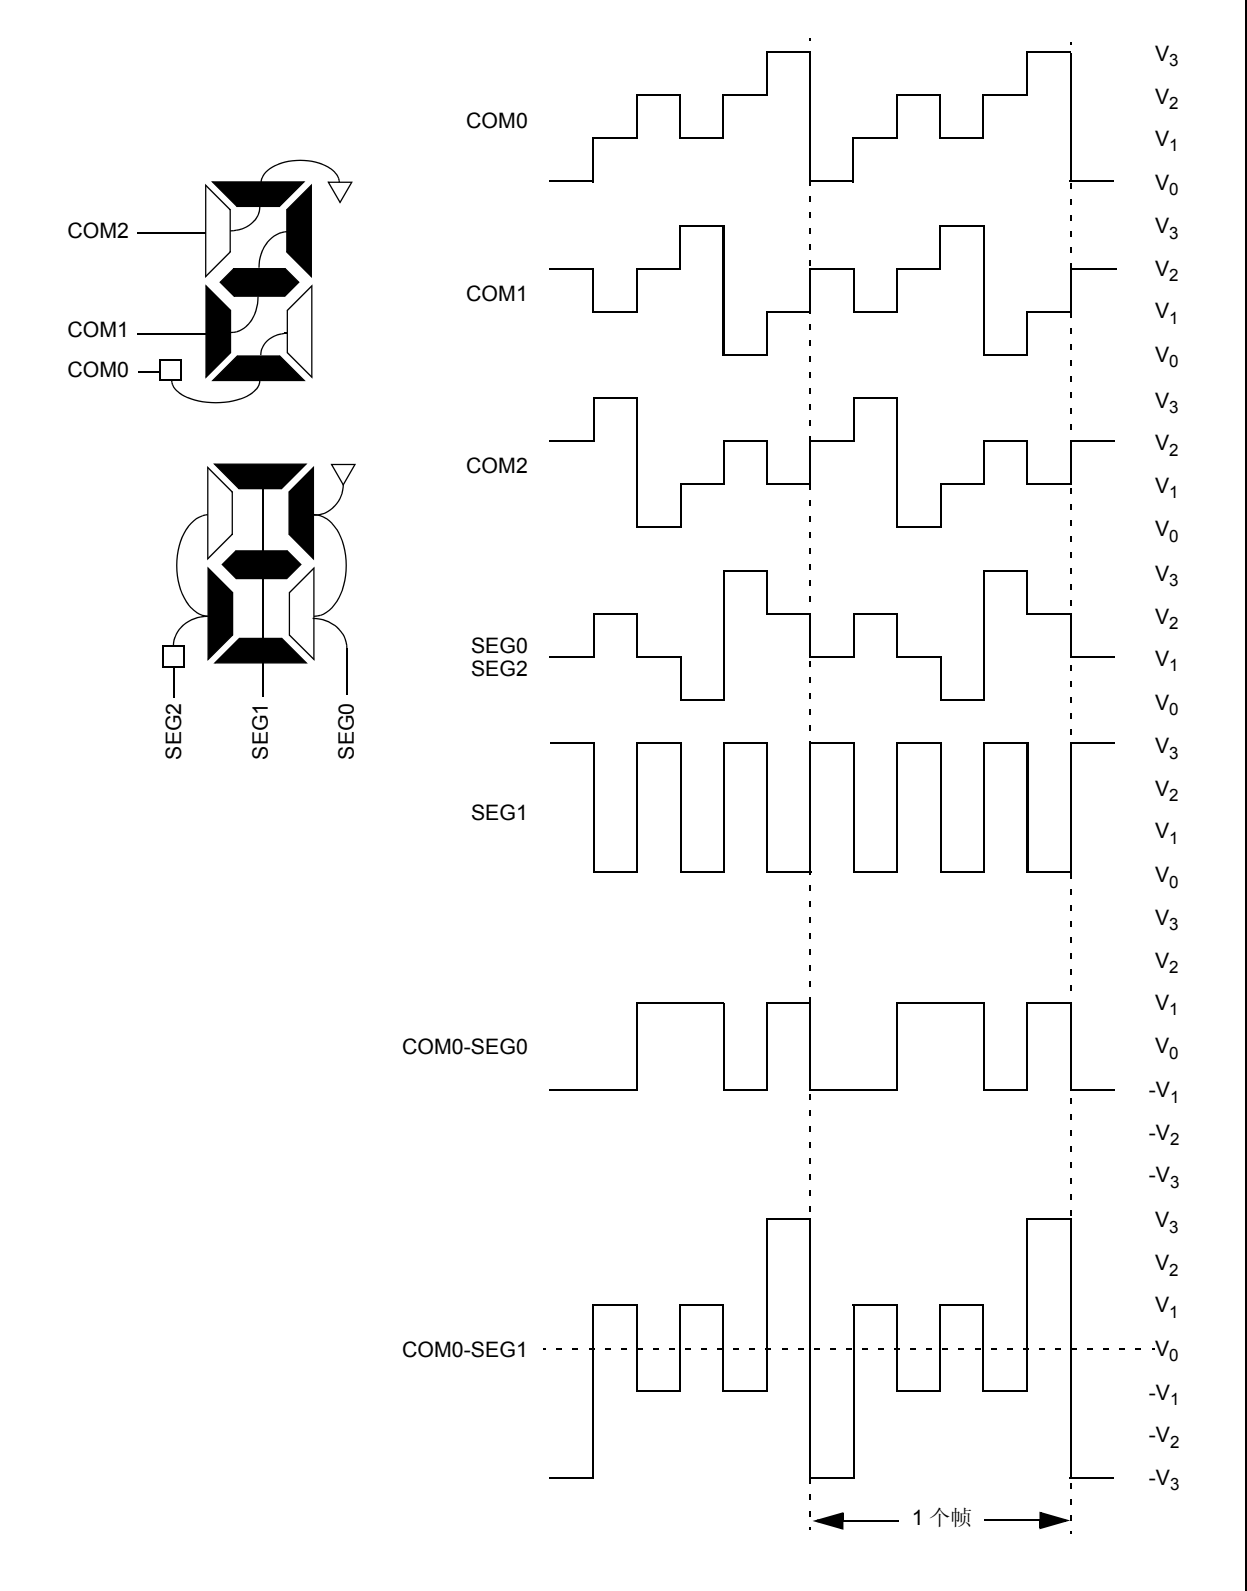 COM2
COM1
COM0
SEG2
SEG1
SEG0
COM0
V3
V2
V1
V0
COM1
V3
V2
V1
V0
COM2
V3
V2
V1
V0
SEG0
SEG2
V3
V2
V1
V0
SEG1
V3
V2
V1
V0
COM0-SEG0
V3
V2
V1
V0
-V1
-V2
-V3
COM0-SEG1
V3
V2
V1
V0
-V1
-V2
-V3
1 个帧